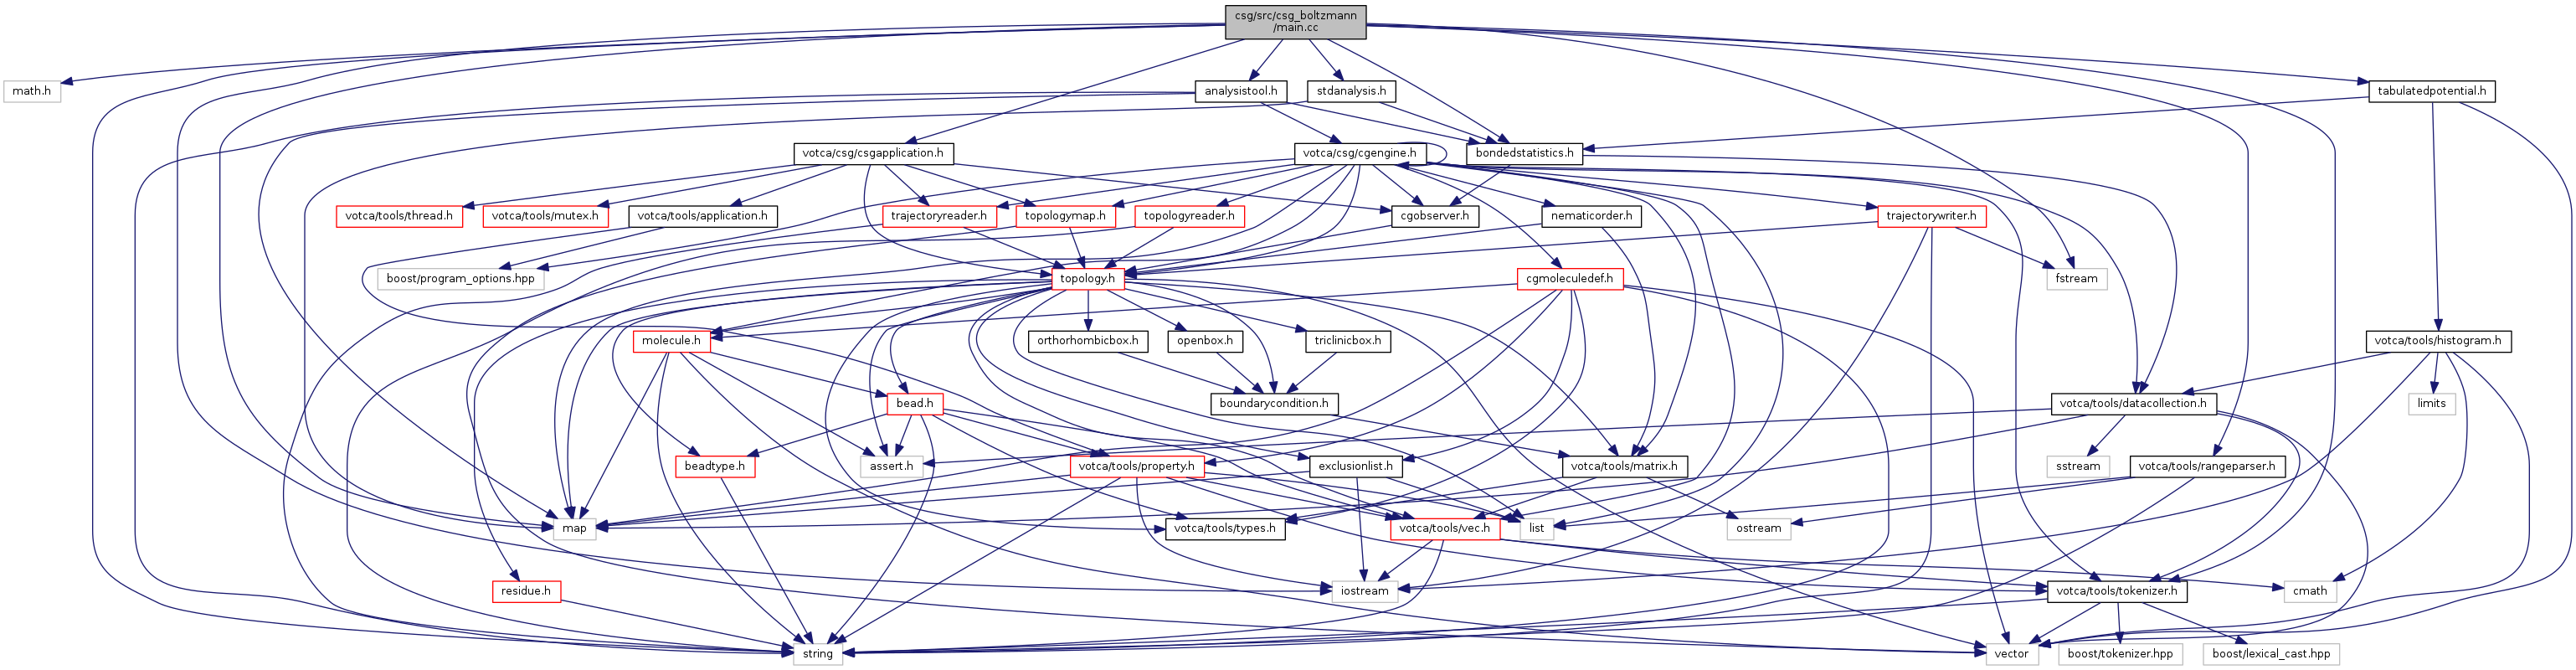 csg/src/csg_boltzmann
/main.cc
math.h
analysistool.h
stdanalysis.h
tabulatedpotential.h
votca/csg/csgapplication.h
votca/csg/cgengine.h
bondedstatistics.h
votca/tools/thread.h
votca/tools/mutex.h
votca/tools/application.h
trajectoryreader.h
topologymap.h
topologyreader.h
cgobserver.h
nematicorder.h
trajectorywriter.h
boost/program_options.hpp
topology.h
cgmoleculedef.h
fstream
molecule.h
orthorhombicbox.h
openbox.h
triclinicbox.h
votca/tools/histogram.h
bead.h
boundarycondition.h
votca/tools/datacollection.h
limits
beadtype.h
assert.h
votca/tools/property.h
exclusionlist.h
votca/tools/matrix.h
sstream
votca/tools/rangeparser.h
map
votca/tools/types.h
votca/tools/vec.h
list
ostream
residue.h
iostream
cmath
votca/tools/tokenizer.h
string
vector
boost/tokenizer.hpp
boost/lexical_cast.hpp